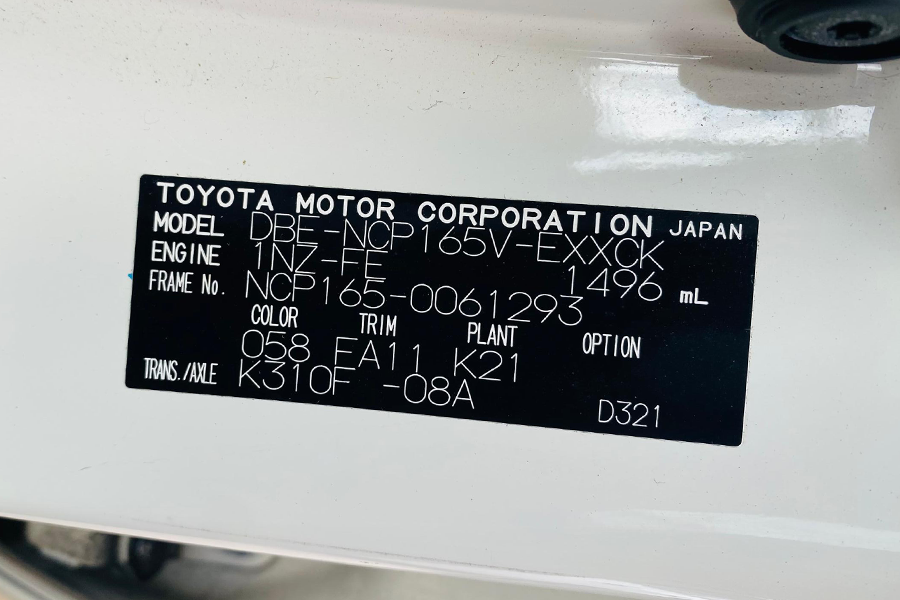 TOYOTA MOTOR CORPORATION JAPAN
MODEL DBE-NCP165V-EXXCK
ENGINE 1NZ-FE 1496 mL
FRAME No. NCP165-0061293
COLOR TRIM PLANT OPTION
058 EA11 K21
TRANS./AXLE K310F -08A
D321